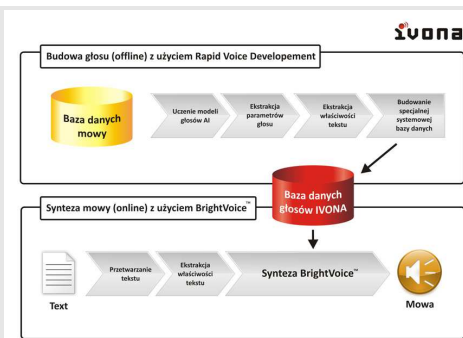 ivona
Budowa głosu (offline) z użyciem Rapid Voice Developement
Baza danych
mowy
Uczenie modeli
głosów AI
Ekstrakcja
parametrów
głosu
Ekstrakcja
właściwości
tekstu
Budowanie
specjalnej
systemowej
bazy danych
Baza danych
głosów IVONA
Synteza mowy (online) z użyciem BrightVoice™
Text
Przetwarzanie
tekstu
Ekstrakcja
właściwości
tekstu
Synteza BrightVoice™
Mowa